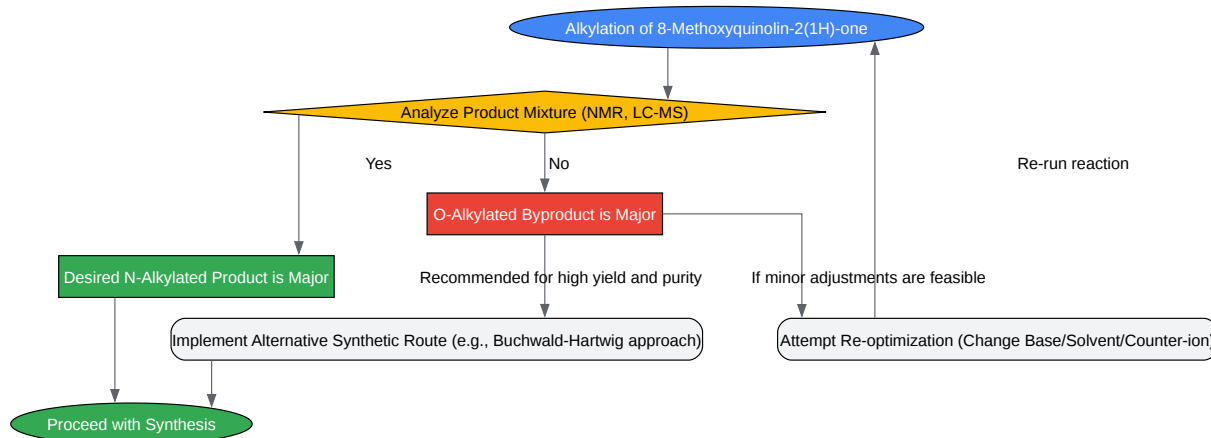 Alkylation of 8-Methoxyquinolin-2(1H)-one
Analyze Product Mixture (NMR, LC-MS)
Yes
No
Re-run reaction
O-Alkylated Byproduct is Major
Desired N-Alkylated Product is Major
Recommended for high yield and purity
If minor adjustments are feasible
Implement Alternative Synthetic Route (e.g., Buchwald-Hartwig approach)
Attempt Re-optimization (Change Base/Solvent/Counter-ion)
Proceed with Synthesis